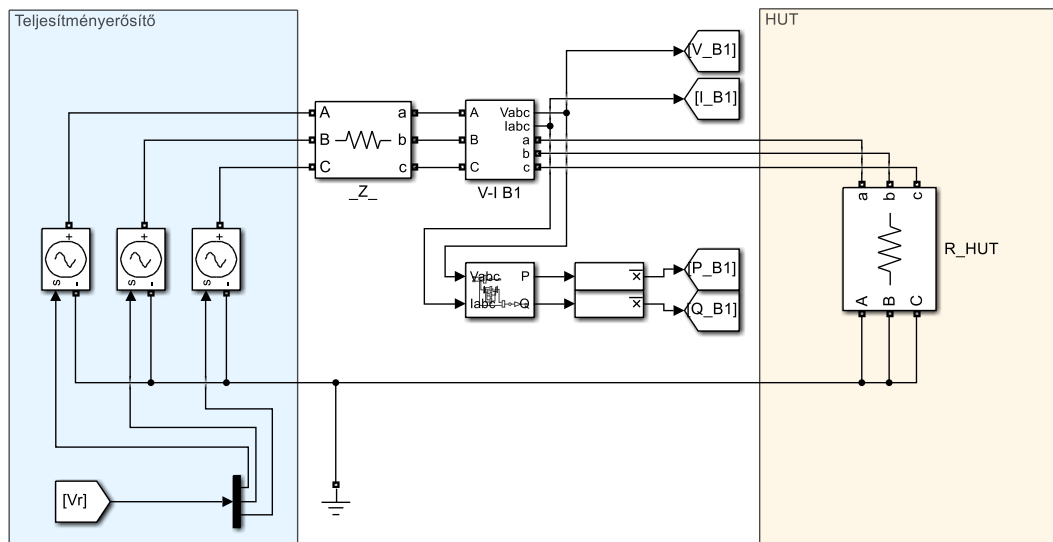 Teljesítményerősítő
HUT
[V_B1]
[I_B1]
A
B
C
a
b
c
_Z_
A
B
C
Vabc
Iabc
a
b
c
V-I B1
a
b
c
A
B
C
R_HUT
+
s
-
+
s
-
+
s
-
Vabc
Iabc
P
Q
x
x
[P_B1]
[Q_B1]
[Vr]